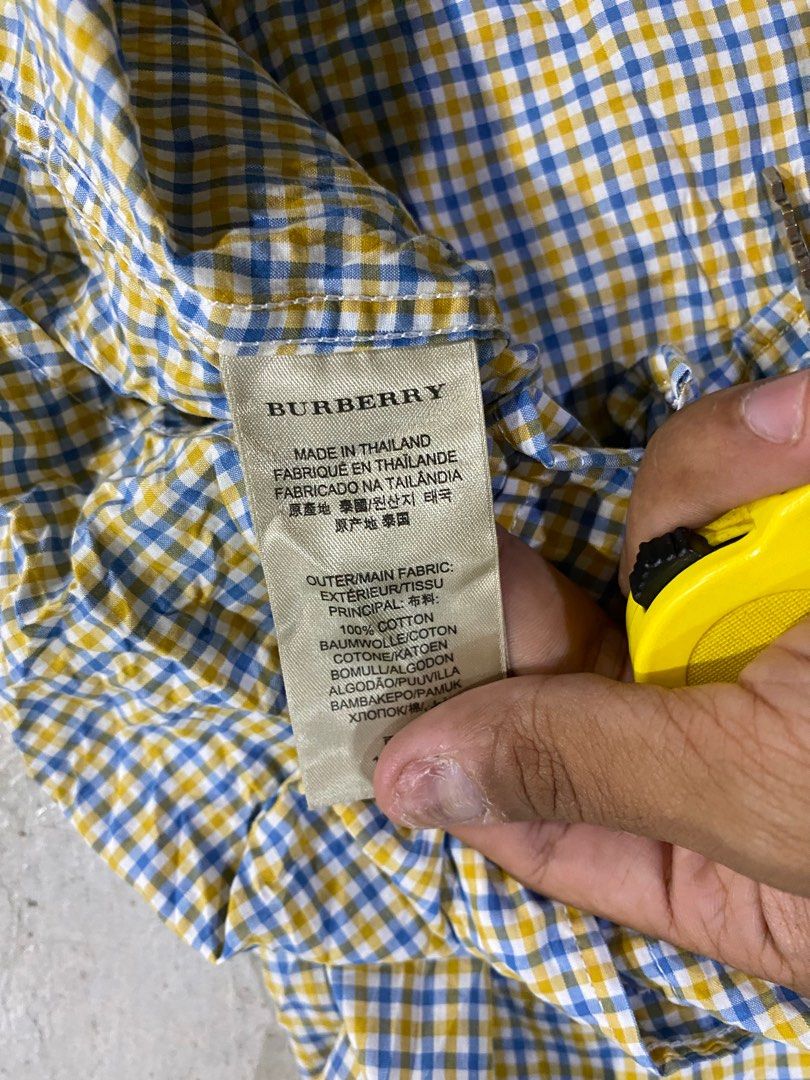 BURBERRY
MADE IN THAILAND
FABRIQUÉ EN THAÏLANDE
FABRICADO NA TAILÂNDIA
原產地 泰國/원산지 태국
原产地 泰国
OUTER/MAIN FABRIC:
EXTÉRIEUR/TISSU
PRINCIPAL: 布料:
100% COTTON
BAUMWOLLE/COTON
COTONE/KATOEN
BOMULL/ALGODON
ALGODÃO/PUUVILLA
ΒΑΜΒΑΚΕΡΟ/PAMUK
ХЛОПОК/棉/